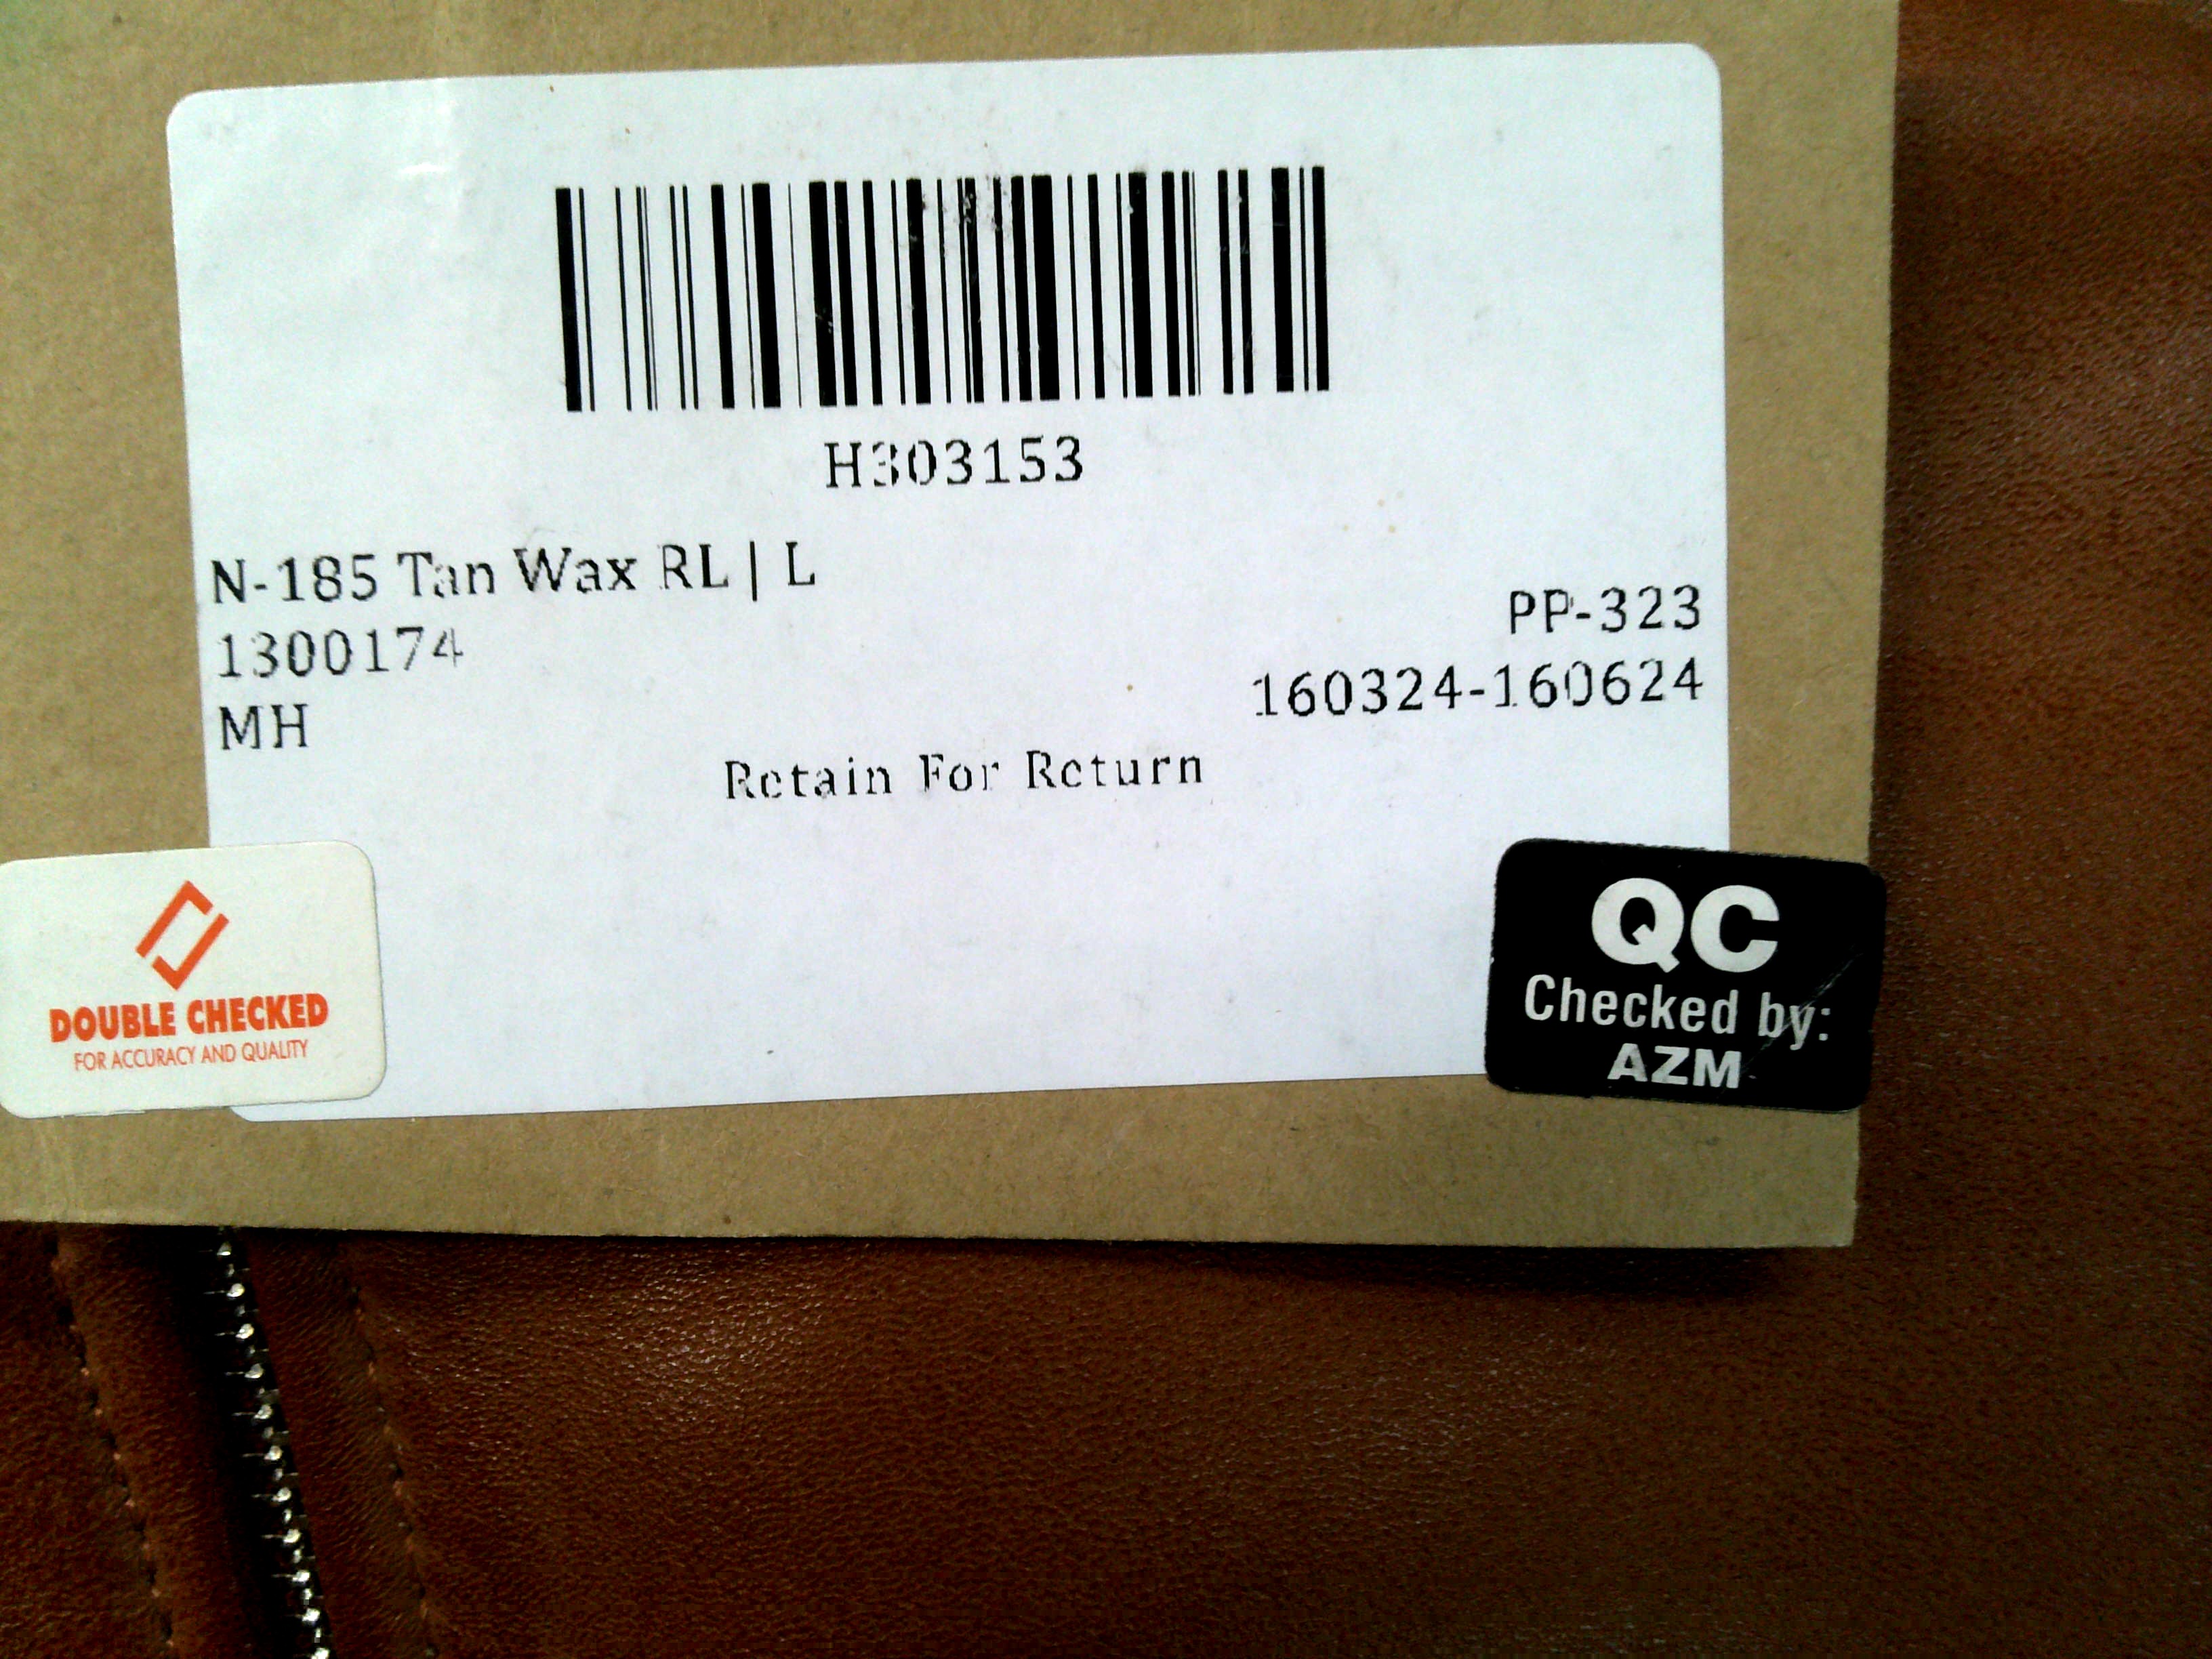 H303153
N-185 Tan Wax RL | L
1300174
MH
PP-323
160324-160624
Retain For Return
DOUBLE CHECKED
FOR ACCURACY AND QUALITY
QC
Checked by:
AZM